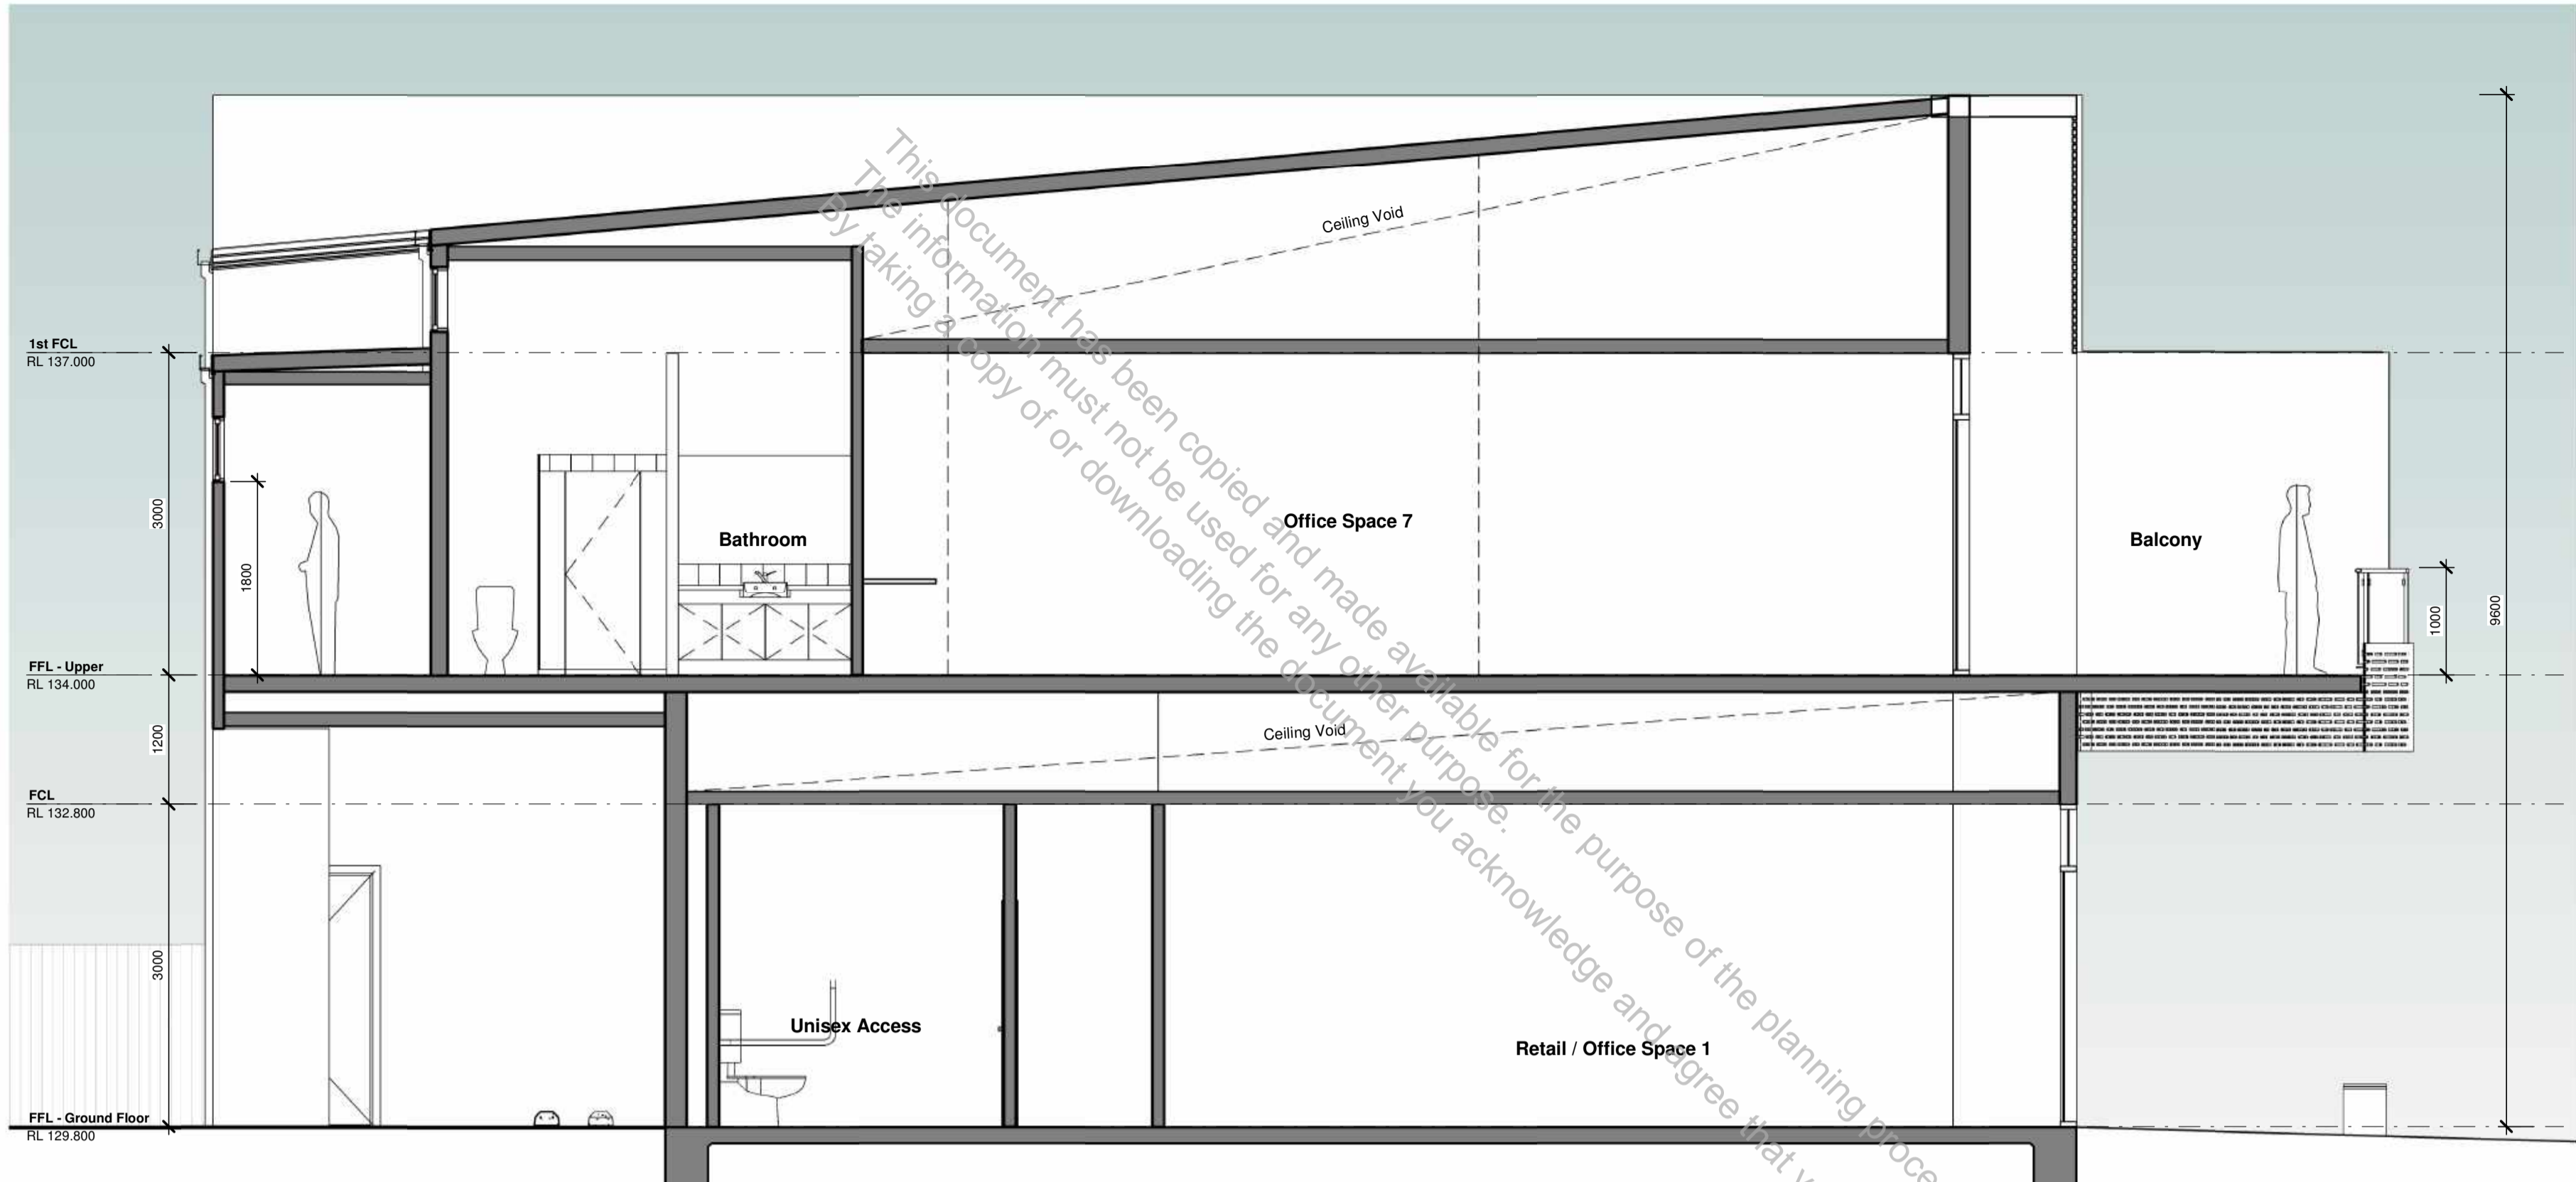 This document has been copied and made available for the purpose of the planning proce
The information must not be used for any other purpose.
By taking a copy of or downloading the document you acknowledge and agree that y
Ceiling Void
1st FCL
RL 137.000
3000
1800
Bathroom
Office Space 7
Balcony
1000
9600
FFL - Upper
RL 134.000
1200
Ceiling Void
FCL
RL 132.800
3000
Unisex Access
Retail / Office Space 1
FFL - Ground Floor
RL 129.800